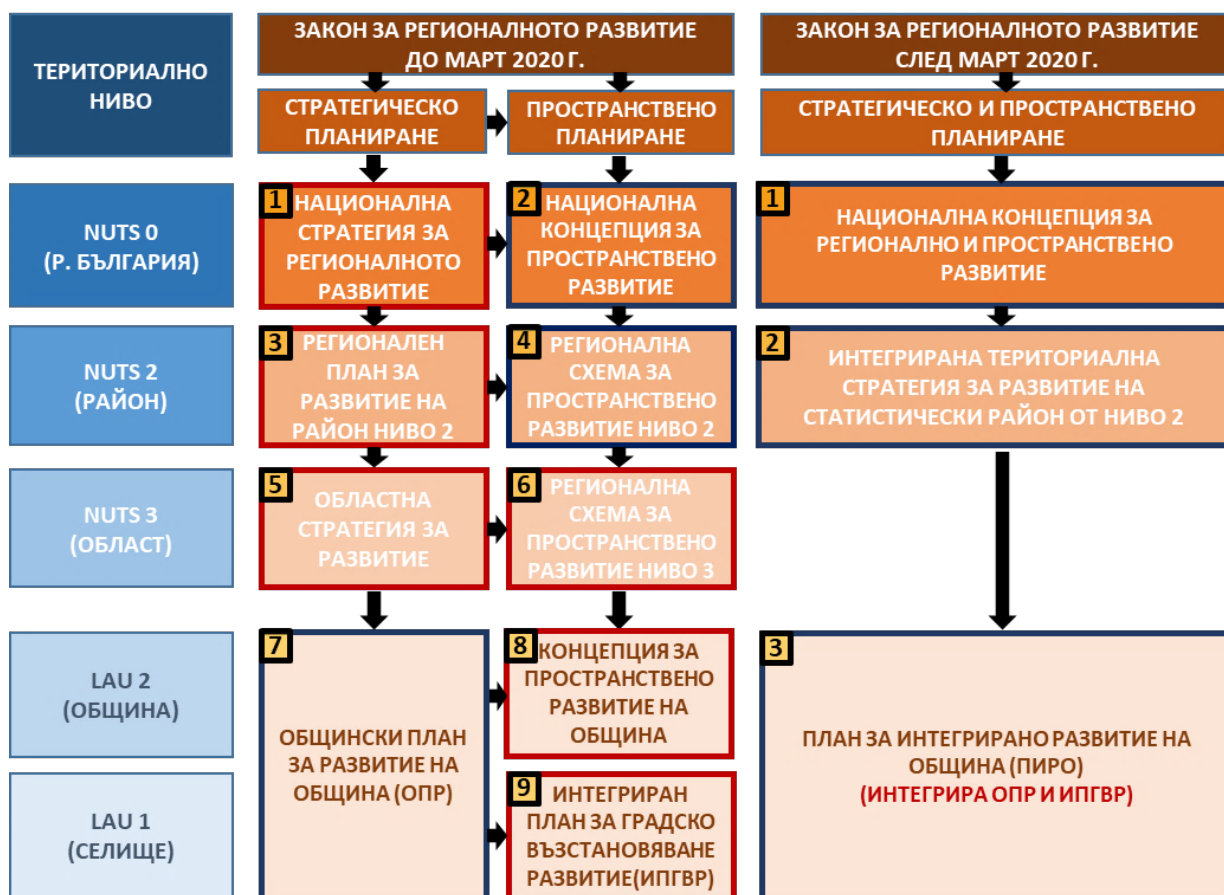 ТЕРИТОРИАЛНО
НИВО
ЗАКОН ЗА РЕГИОНАЛНОТО РАЗВИТИЕ
ДО МАРТ 2020 Г.
ЗАКОН ЗА РЕГИОНАЛНОТО РАЗВИТИЕ
СЛЕД МАРТ 2020 Г.
СТРАТЕГИЧЕСКО
ПЛАНИРАНЕ
ПРОСТРАНСТВЕНО
ПЛАНИРАНЕ
СТРАТЕГИЧЕСКО И ПРОСТРАНСТВЕНО
ПЛАНИРАНЕ
NUTS 0
(Р. БЪЛГАРИЯ)
1
НАЦИОНАЛНА
СТРАТЕГИЯ ЗА
РЕГИОНАЛНОТО
РАЗВИТИЕ
2
НАЦИОНАЛНА
КОНЦЕПЦИЯ ЗА
ПРОСТРАНСТВЕНО
РАЗВИТИЕ
1
НАЦИОНАЛНА КОНЦЕПЦИЯ ЗА
РЕГИОНАЛНО И ПРОСТРАНСТВЕНО
РАЗВИТИЕ
NUTS 2
(РАЙОН)
3
РЕГИОНАЛЕН
ПЛАН ЗА
РАЗВИТИЕ НА
РАЙОН НИВО 2
4
РЕГИОНАЛНА
СХЕМА ЗА
ПРОСТРАНСТВЕНО
РАЗВИТИЕ НИВО 2
2
ИНТЕГРИРАНА ТЕРИТОРИАЛНА
СТРАТЕГИЯ ЗА РАЗВИТИЕ НА
СТАТИСТИЧЕСКИ РАЙОН ОТ НИВО 2
NUTS 3
(ОБЛАСТ)
5
ОБЛАСТНА
СТРАТЕГИЯ ЗА
РАЗВИТИЕ
6
РЕГИОНАЛНА
СХЕМА ЗА
ПРОСТРАНСТВЕНО
РАЗВИТИЕ НИВО 3
LAU 2
(ОБЩИНА)
LAU 1
(СЕЛИЩЕ)
7
ОБЩИНСКИ ПЛАН
ЗА РАЗВИТИЕ НА
ОБЩИНА (ОПР)
8
КОНЦЕПЦИЯ ЗА
ПРОСТРАНСТВЕНО
РАЗВИТИЕ НА
ОБЩИНА
9
ИНТЕГРИРАН
ПЛАН ЗА ГРАДСКО
ВЪЗСТАНОВЯВАНЕ
РАЗВИТИЕ(ИПГВР)
3
ПЛАН ЗА ИНТЕГРИРАНО РАЗВИТИЕ НА
ОБЩИНА (ПИРО)
(ИНТЕГРИРА ОПР И ИПГВР)